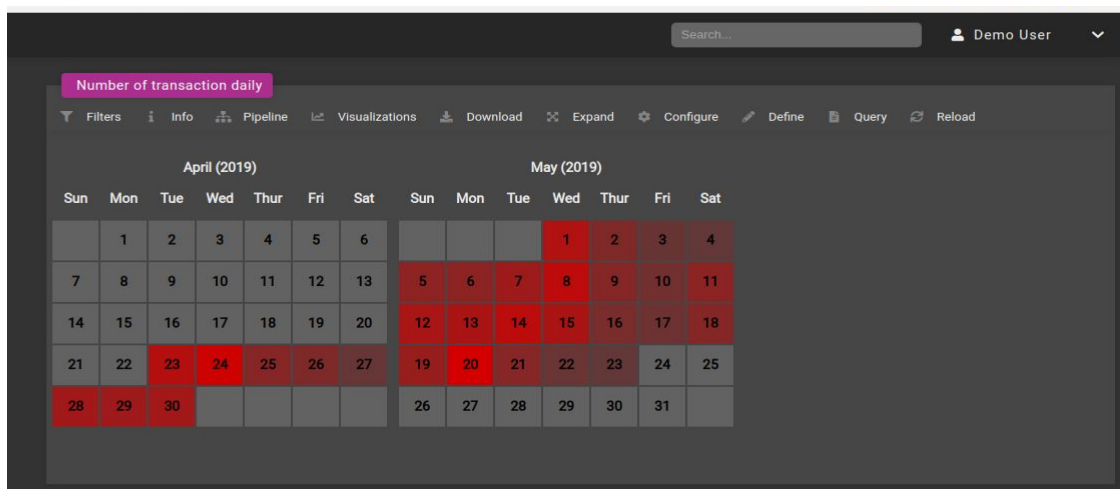 Search...
Demo User
Number of transaction daily
Filters Info Pipeline Visualizations Download Expand Configure Define Query Reload
April (2019) May (2019)
Sun Mon Tue Wed Thur Fri Sat Sun Mon Tue Wed Thur Fri Sat
1 2 3 4 5 6 1 2 3 4
7 8 9 10 11 12 13 5 6 7 8 9 10 11
14 15 16 17 18 19 20 12 13 14 15 16 17 18
21 22 23 24 25 26 27 19 20 21 22 23 24 25
28 29 30 26 27 28 29 30 31